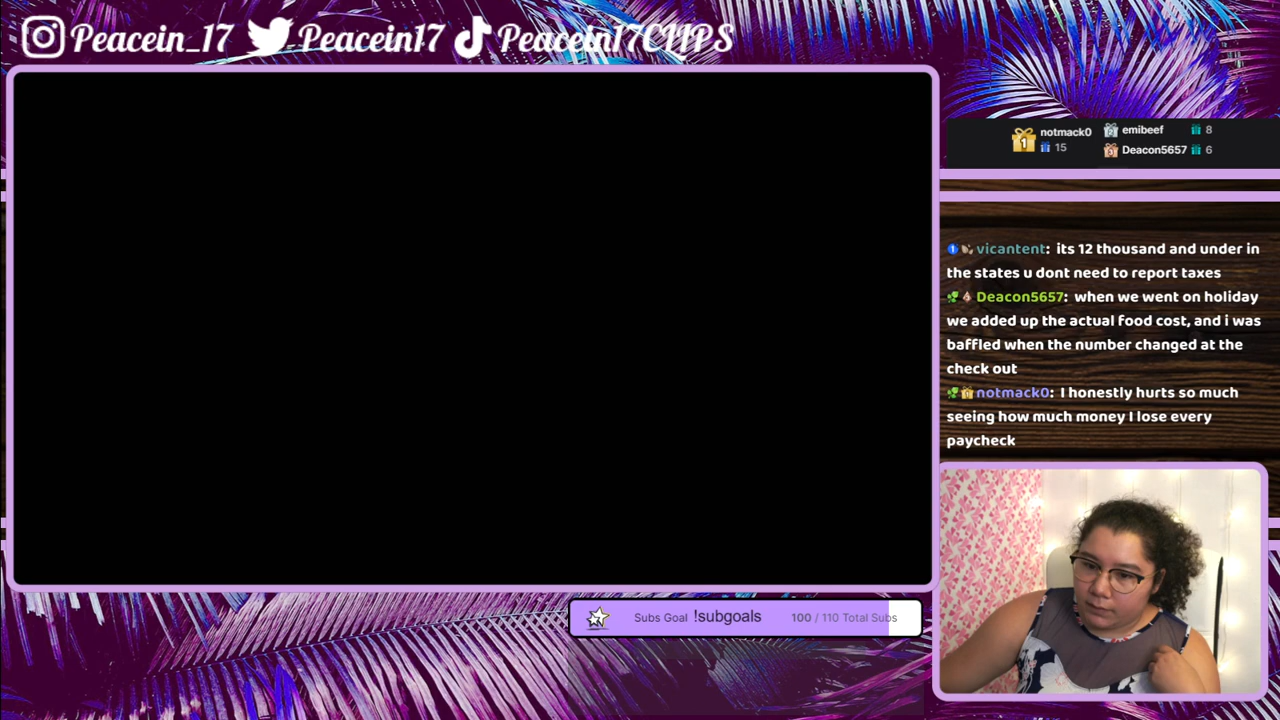 Peacein_17 Peacein17 Peacein17CLIPS
1 notmack0 15
emibeef 8
Deacon5657 6
vicantent: its 12 thousand and under in
the states u dont need to report taxes
Deacon5657: when we went on holiday
we added up the actual food cost, and i was
baffled when the number changed at the
check out
notmack0: I honestly hurts so much
seeing how much money I lose every
paycheck
Subs Goal !subgoals 100 / 110 Total Subs